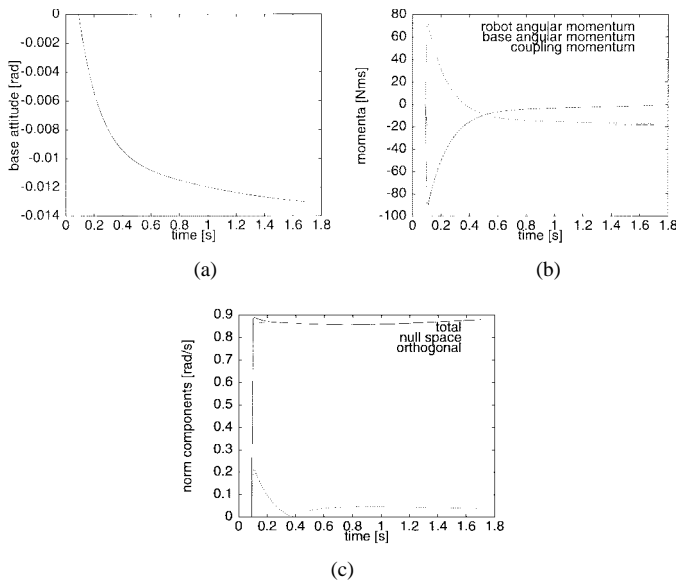 0
-0.002
-0.004
-0.006
-0.008
-0.01
-0.012
-0.014
base attitude [rad]
0 0.2 0.4 0.6 0.8 1 1.2 1.4 1.6 1.8
time [s]
(a)
80
60
40
20
0
-20
-40
-60
-80
-100
momenta [Nms]
robot angular momentum
base angular momentum
coupling momentum
0 0.2 0.4 0.6 0.8 1 1.2 1.4 1.6 1.8
time [s]
(b)
0.9
0.8
0.7
0.6
0.5
0.4
0.3
0.2
0.1
0
norm components [rad/s]
total
null space
orthogonal
0 0.2 0.4 0.6 0.8 1 1.2 1.4 1.6 1.8
time [s]
(c)